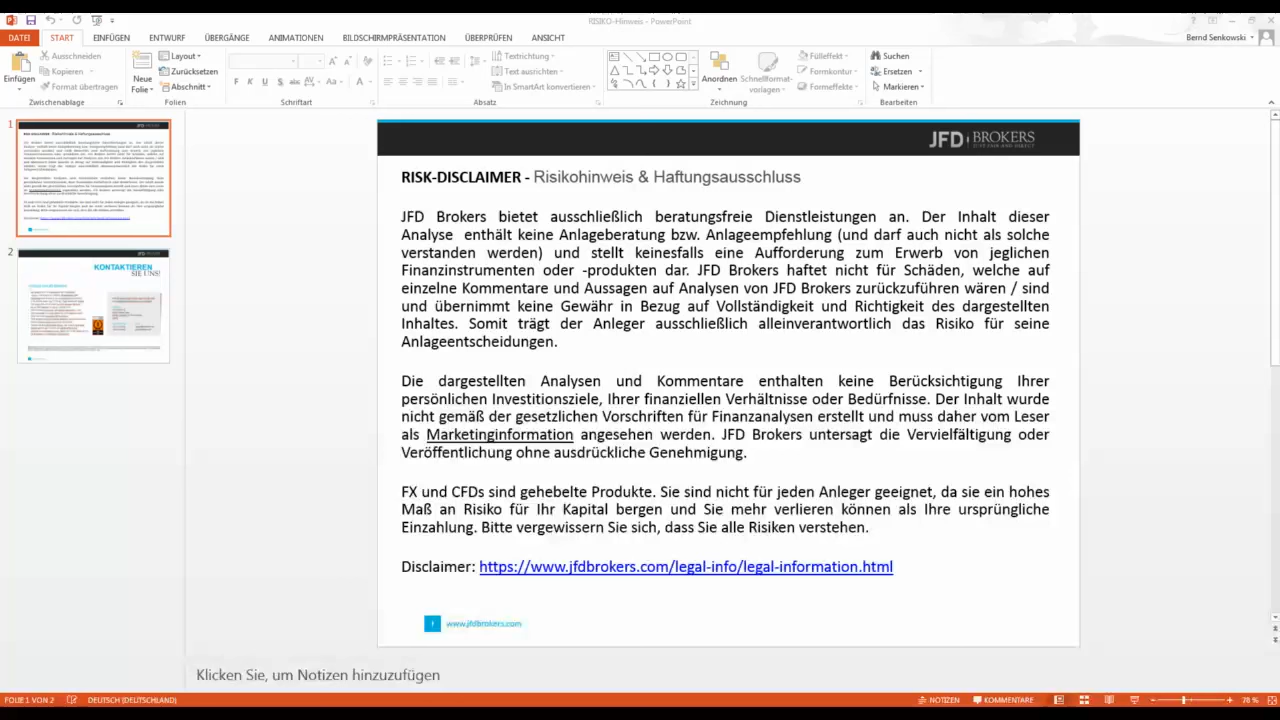 RISIKO-Hinweis - PowerPoint
DATEI START EINFÜGEN ENTWURF ÜBERGÄNGE ANIMATIONEN BILDSCHIRMPRÄSENTATION ÜBERPRÜFEN ANSICHT Bernd Senkowski
Ausschneiden Layout Textrichtung Fülleffekt Suchen
Kopieren Zurücksetzen Text ausrichten Formkontur Ersetzen
Einfügen Format übertragen Neue Folie Abschnitt In SmartArt konvertieren Anordnen Schnellformat-vorlagen Formeffekte Markieren
Zwischenablage Folien Schriftart Absatz Zeichnung Bearbeiten
1
2
KONTAKTIEREN
SIE UNS!
JFD BROKERS
RISK-DISCLAIMER - Risikohinweis & Haftungsausschuss
JFD Brokers bietet ausschließlich beratungsfreie Dienstleistungen an. Der Inhalt dieser
Analyse enthält keine Anlageberatung bzw. Anlageempfehlung (und darf auch nicht als solche
verstanden werden) und stellt keinesfalls eine Aufforderung zum Erwerb von jeglichen
Finanzinstrumenten oder -produkten dar. JFD Brokers haftet nicht für Schäden, welche auf
einzelne Kommentare und Aussagen auf Analysen von JFD Brokers zurückzuführen wären / sind
und übernimmt keine Gewähr in Bezug auf Vollständigkeit und Richtigkeit des dargestellten
Inhaltes. Somit trägt der Anleger ausschließlich alleinverantwortlich das Risiko für seine
Anlageentscheidungen.
Die dargestellten Analysen und Kommentare enthalten keine Berücksichtigung Ihrer
persönlichen Investitionsziele, Ihrer finanziellen Verhältnisse oder Bedürfnisse. Der Inhalt wurde
nicht gemäß der gesetzlichen Vorschriften für Finanzanalysen erstellt und muss daher vom Leser
als Marketinginformation angesehen werden. JFD Brokers untersagt die Vervielfältigung oder
Veröffentlichung ohne ausdrückliche Genehmigung.
FX und CFDs sind gehebelte Produkte. Sie sind nicht für jeden Anleger geeignet, da sie ein hohes
Maß an Risiko für Ihr Kapital bergen und Sie mehr verlieren können als Ihre ursprüngliche
Einzahlung. Bitte vergewissern Sie sich, dass Sie alle Risiken verstehen.
Disclaimer: https://www.jfdbrokers.com/legal-info/legal-information.html
www.jfdbrokers.com
Klicken Sie, um Notizen hinzuzufügen
FOLIE 1 VON 2 DEUTSCH (DEUTSCHLAND) NOTIZEN KOMMENTARE 78 %